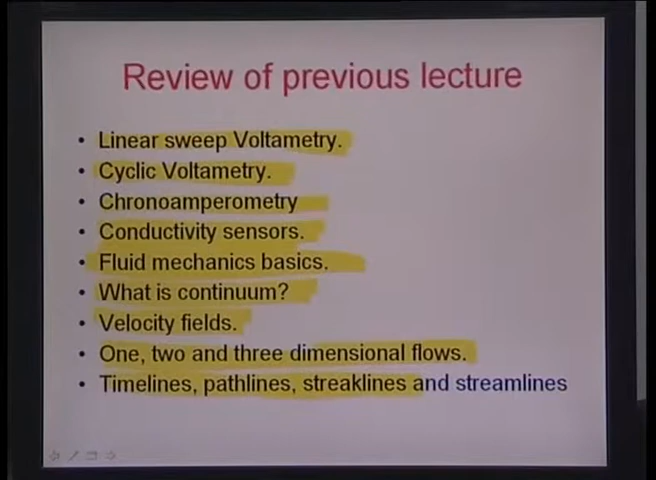 Review of previous lecture
• Linear sweep Voltametry.
• Cyclic Voltametry.
• Chronoamperometry
• Conductivity sensors.
• Fluid mechanics basics.
• What is continuum?
• Velocity fields.
• One, two and three dimensional flows.
• Timelines, pathlines, streaklines and streamlines